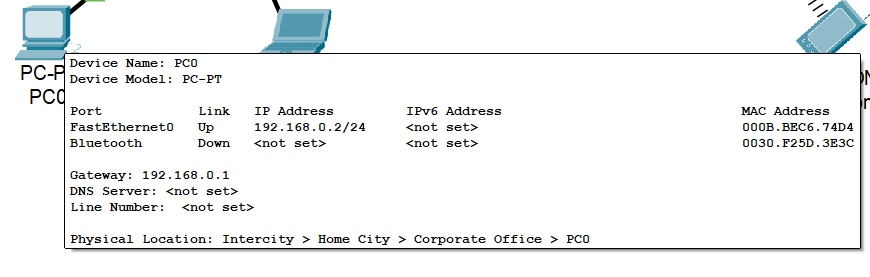 PC-P
PC0
Device Name: PC0
Device Model: PC-PT
Port Link IP Address IPv6 Address MAC Address
FastEthernet0 Up 192.168.0.2/24 <not set> 000B.BEC6.74D4
Bluetooth Down <not set> <not set> 0030.F25D.3E3C
Gateway: 192.168.0.1
DNS Server: <not set>
Line Number: <not set>
Physical Location: Intercity > Home City > Corporate Office > PC0